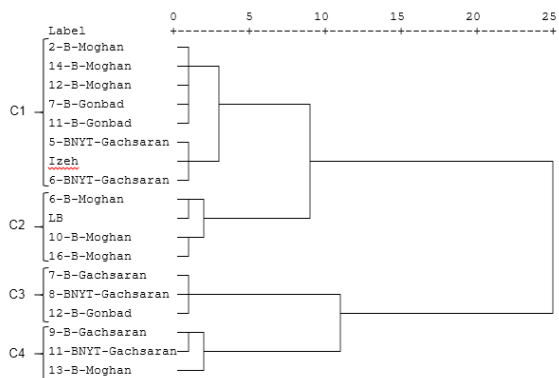 0 5 10 15 20 25
Label
2-B-Moghan
14-B-Moghan
12-B-Moghan
7-B-Gonbad
11-B-Gonbad
5-BNYT-Gachsaran
Izeh
6-BNYT-Gachsaran
6-B-Moghan
LB
10-B-Moghan
16-B-Moghan
7-B-Gachsaran
8-BNYT-Gachsaran
12-B-Gonbad
9-B-Gachsaran
11-BNYT-Gachsaran
13-B-Moghan
C1
C2
C3
C4